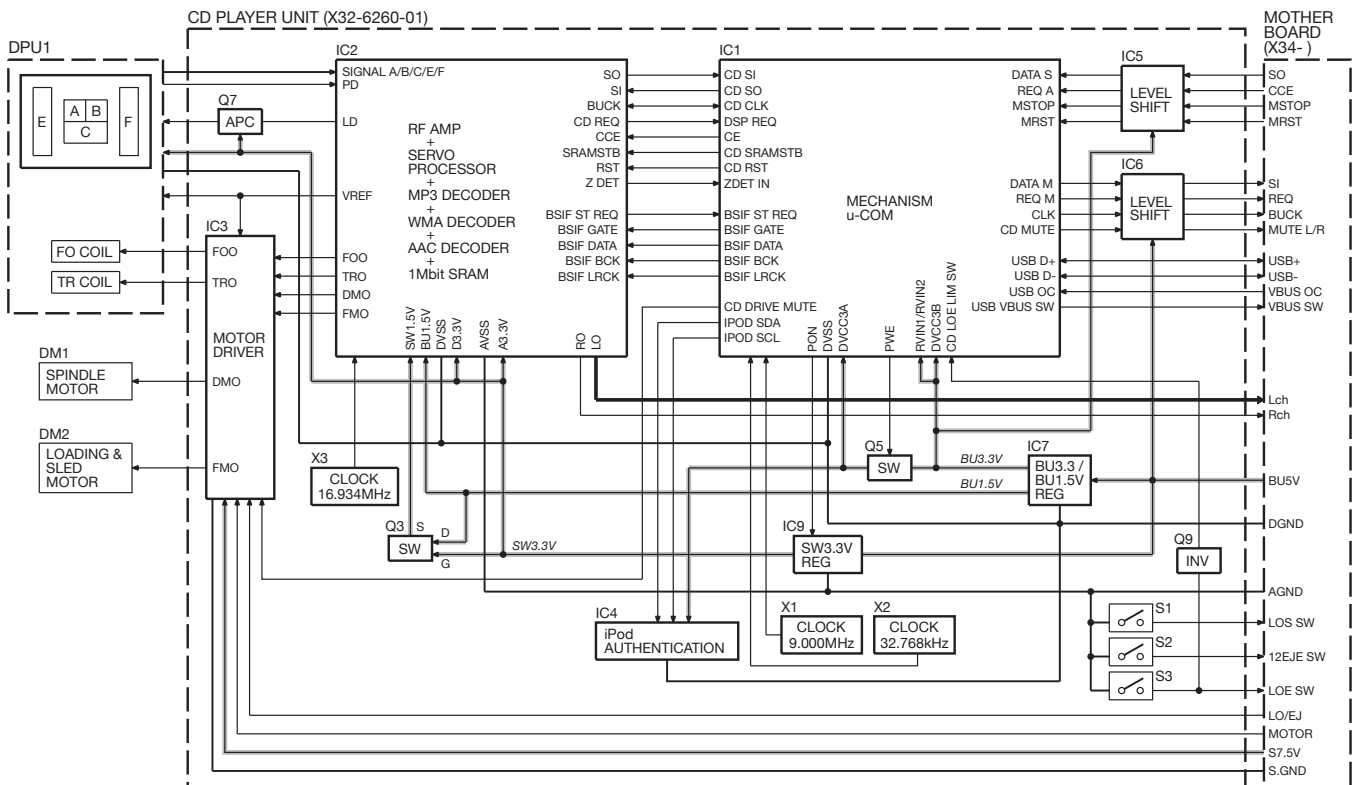 CD PLAYER UNIT (X32-6260-01)
MOTHER
BOARD
(X34- )
DPU1
E
A
B
C
F
Q7
APC
FO COIL
TR COIL
DM1
SPINDLE
MOTOR
DM2
LOADING &
SLED
MOTOR
IC3
FOO
TRO
MOTOR
DRIVER
DMO
FMO
IC2
SIGNAL A/B/C/E/F
PD
LD
VREF
FOO
TRO
DMO
FMO
RF AMP
+
SERVO
PROCESSOR
+
MP3 DECODER
+
WMA DECODER
+
AAC DECODER
+
1Mbit SRAM
SO
SI
BUCK
CD REQ
CCE
SRAMSTB
RST
Z DET
BSIF ST REQ
BSIF GATE
BSIF DATA
BSIF BCK
BSIF LRCK
SW1.5V
BU1.5V
DVSS
D3.3V
AVSS
A3.3V
RO
LO
IC1
CD SI
CD SO
CD CLK
DSP REQ
CE
CD SRAMSTB
CD RST
ZDET IN
BSIF ST REQ
BSIF GATE
BSIF DATA
BSIF BCK
BSIF LRCK
CD DRIVE MUTE
IPOD SDA
IPOD SCL
MECHANISM
u-COM
DATA S
REQ A
MSTOP
MRST
DATA M
REQ M
CLK
CD MUTE
USB D+
USB D-
USB OC
USB VBUS SW
PON
DVSS
DVCC3A
PWE
RVIN1/RVIN2
DVCC3B
CD LOE LIM SW
IC5
LEVEL
SHIFT
IC6
LEVEL
SHIFT
SO
CCE
MSTOP
MRST
SI
REQ
BUCK
MUTE L/R
USB+
USB-
VBUS OC
VBUS SW
Lch
Rch
BU5V
DGND
AGND
LOS SW
12EJE SW
LOE SW
LO/EJ
MOTOR
S7.5V
S.GND
X3
CLOCK
16.934MHz
Q3
SW
S
D
G
SW3.3V
Q5
SW
BU3.3V
BU1.5V
IC7
BU3.3 /
BU1.5V
REG
IC9
SW3.3V
REG
Q9
INV
IC4
iPod
AUTHENTICATION
X1
CLOCK
9.000MHz
X2
CLOCK
32.768kHz
S1
S2
S3